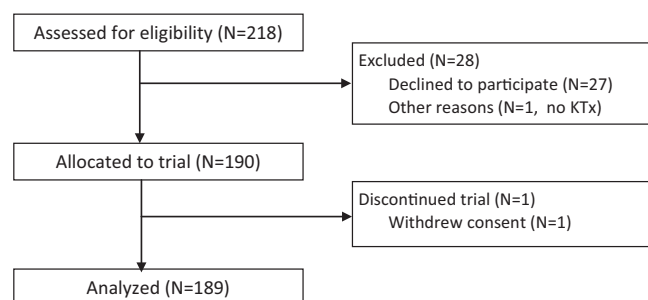 Assessed for eligibility (N=218)
Excluded (N=28)
Declined to participate (N=27)
Other reasons (N=1, no KTx)
Allocated to trial (N=190)
Discontinued trial (N=1)
Withdrew consent (N=1)
Analyzed (N=189)